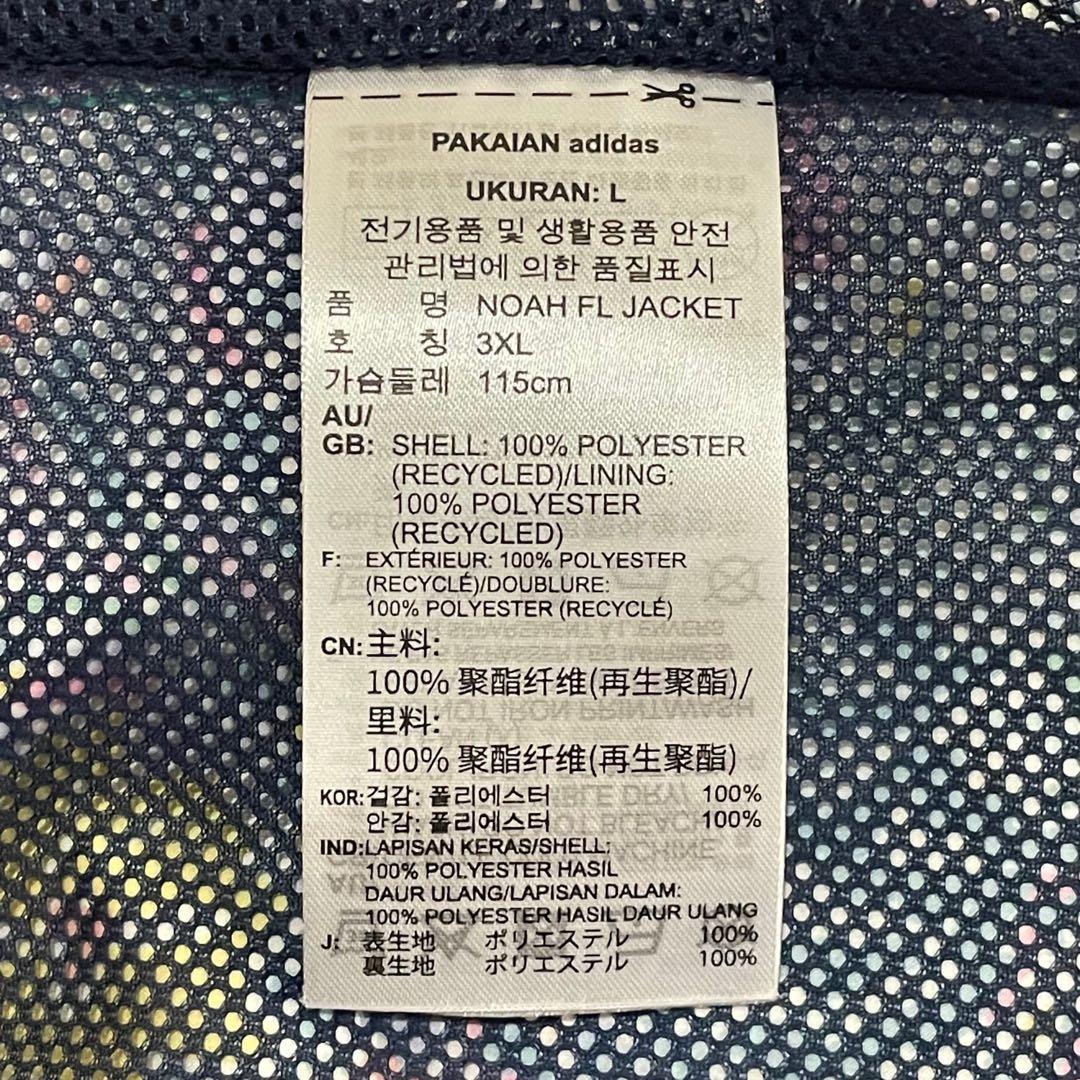 PAKAIAN adidas
UKURAN: L
전기용품 및 생활용품 안전
관리법에 의한 품질표시
품 명 NOAH FL JACKET
호 칭 3XL
가슴둘레 115cm
AU/
GB: SHELL: 100% POLYESTER
(RECYCLED)/LINING:
100% POLYESTER
(RECYCLED)
F: EXTÉRIEUR: 100% POLYESTER
(RECYCLÉ)/DOUBLURE:
100% POLYESTER (RECYCLÉ)
CN: 主料:
100% 聚酯纤维(再生聚酯)/
里料:
100% 聚酯纤维(再生聚酯)
KOR: 겉감: 폴리에스터 100%
안감: 폴리에스터 100%
IND: LAPISAN KERAS/SHELL:
100% POLYESTER HASIL
DAUR ULANG/LAPISAN DALAM:
100% POLYESTER HASIL DAUR ULANG
J: 表生地 ポリエステル 100%
裏生地 ポリエステル 100%